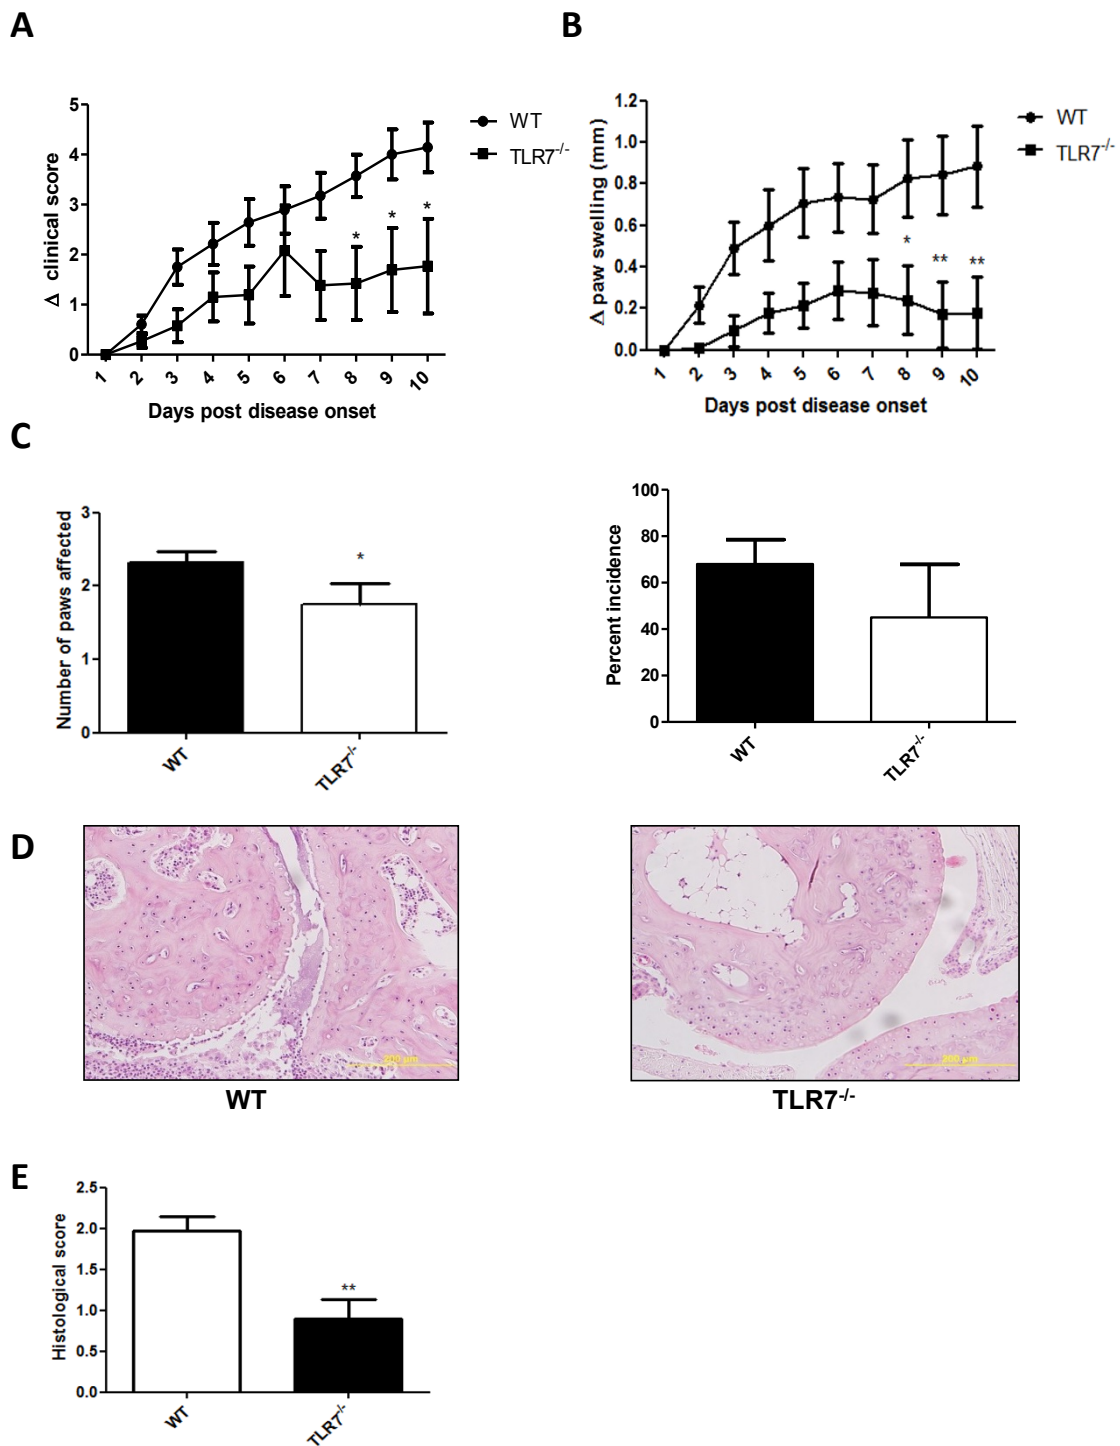 A
B
5
4
3
2
1
0
Δ clinical score
WT
TLR7-/-
*
*
*
1 2 3 4 5 6 7 8 9 10
Days post disease onset
1.2
1.0
0.8
0.6
0.4
0.2
0.0
Δ paw swelling (mm)
WT
TLR7-/-
*
**
**
1 2 3 4 5 6 7 8 9 10
Days post disease onset
C
3
2
1
0
Number of paws affected
*
WT
TLR7-/-
100
80
60
40
20
0
Percent incidence
WT
TLR7-/-
D
200 µm
WT
300 µm
TLR7-/-
E
2.5
2.0
1.5
1.0
0.5
0.0
Histological score
**
WT
TLR7-/-